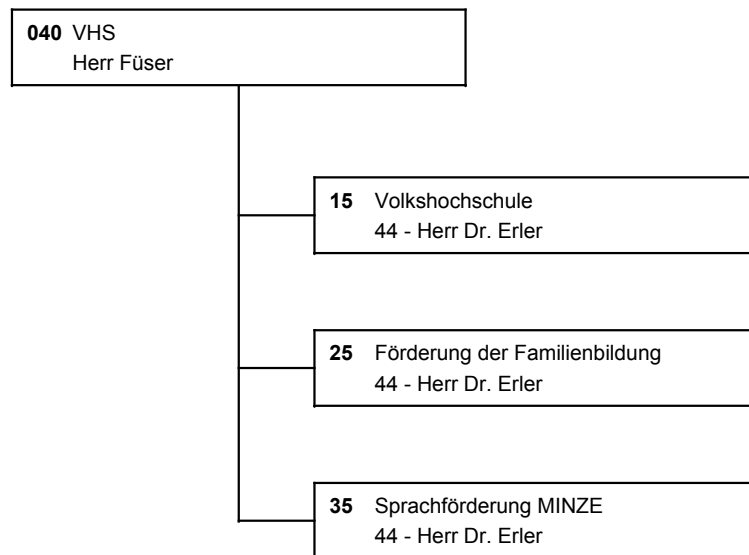 040 VHS
Herr Füser
15 Volkshochschule
44 - Herr Dr. Erler
25 Förderung der Familienbildung
44 - Herr Dr. Erler
35 Sprachförderung MINZE
44 - Herr Dr. Erler